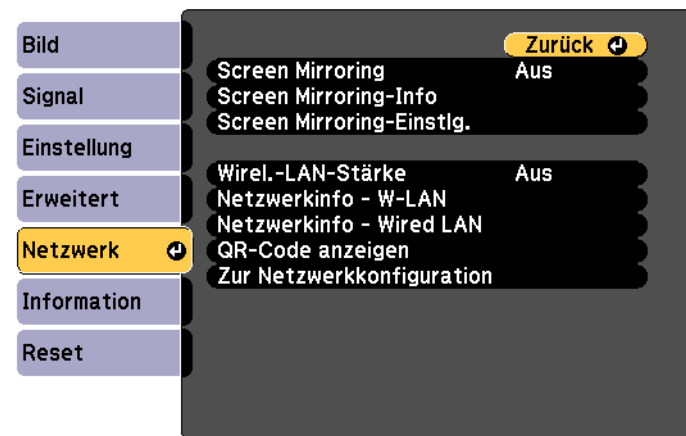 Bild
Signal
Einstellung
Erweitert
Netzwerk
Information
Reset
Zurück
Screen Mirroring Aus
Screen Mirroring-Info
Screen Mirroring-Einstlg.
Wirel.-LAN-Stärke Aus
Netzwerkinfo - W-LAN
Netzwerkinfo - Wired LAN
QR-Code anzeigen
Zur Netzwerkkonfiguration